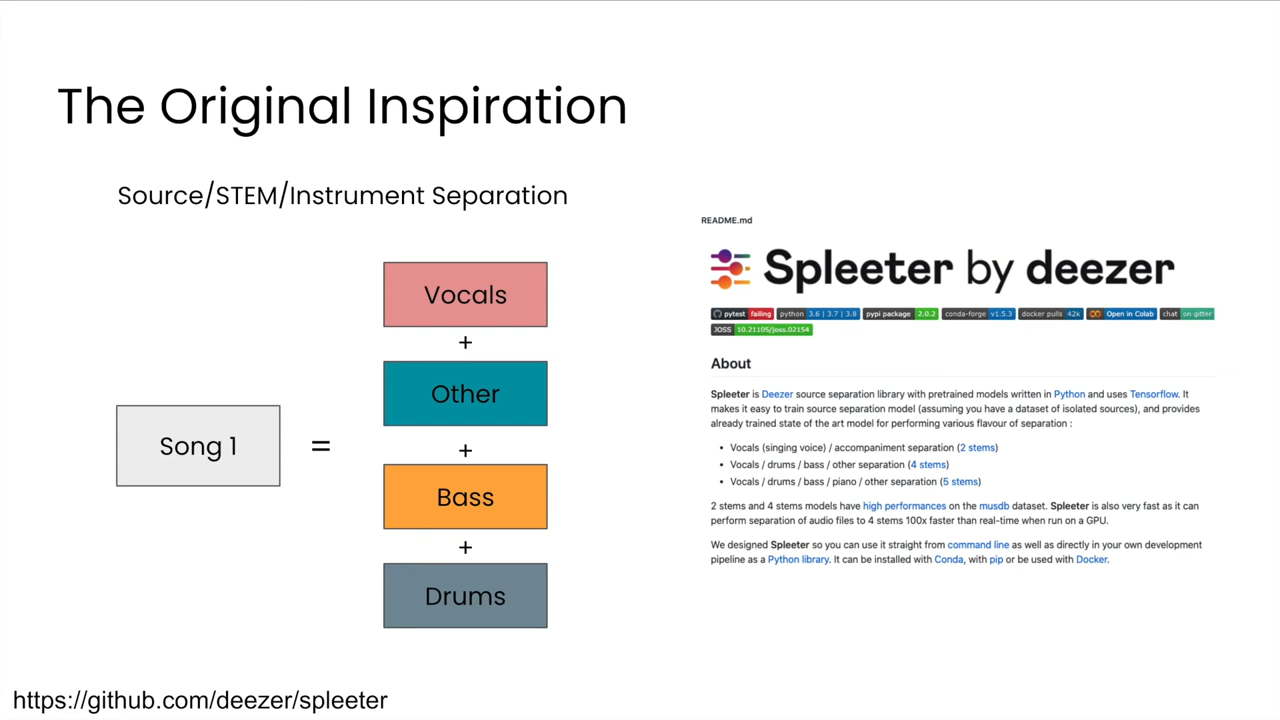 The Original Inspiration
Source/STEM/Instrument Separation
Song 1
=
Vocals
+
Other
+
Bass
+
Drums
README.md
Spleeter by deezer
pytest failing python 3.6 | 3.7 | 3.8 pypi package 2.0.2 conda-forge v1.5.3 docker pulls 42k Open in Colab chat on gitter
JOSS 10.21105/joss.02154
About
Spleeter is Deezer source separation library with pretrained models written in Python and uses Tensorflow. It
makes it easy to train source separation model (assuming you have a dataset of isolated sources), and provides
already trained state of the art model for performing various flavour of separation :
• Vocals (singing voice) / accompaniment separation (2 stems)
• Vocals / drums / bass / other separation (4 stems)
• Vocals / drums / bass / piano / other separation (5 stems)
2 stems and 4 stems models have high performances on the musdb dataset. Spleeter is also very fast as it can
perform separation of audio files to 4 stems 100x faster than real-time when run on a GPU.
We designed Spleeter so you can use it straight from command line as well as directly in your own development
pipeline as a Python library. It can be installed with Conda, with pip or be used with Docker.
https://github.com/deezer/spleeter